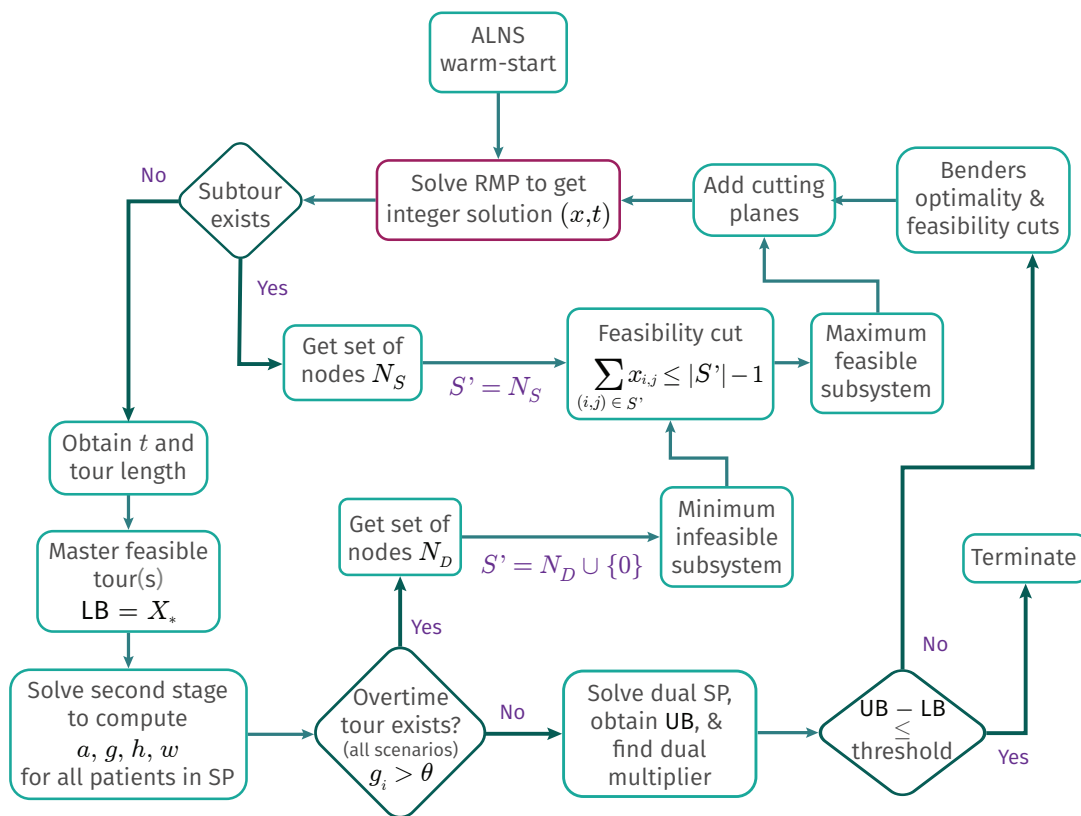 ALNS
warm-start
Solve RMP to get
integer solution (x,t)
Add cutting
planes
Benders
optimality &
feasibility cuts
Subtour
exists
No
Yes
Get set of
nodes N_S
S’ = N_S
Feasibility cut
∑_{(i,j) ∈ S’} x_{i,j} ≤ |S’| − 1
Maximum
feasible
subsystem
Obtain t and
tour length
Master feasible
tour(s)
LB = X_*
Solve second stage
to compute
a, g, h, w
for all patients in SP
Overtime
tour exists?
(all scenarios)
g_i > θ
Yes
Get set of
nodes N_D
S’ = N_D ∪ {0}
Minimum
infeasible
subsystem
No
Solve dual SP,
obtain UB, &
find dual
multiplier
UB − LB
≤
threshold
No
Yes
Terminate